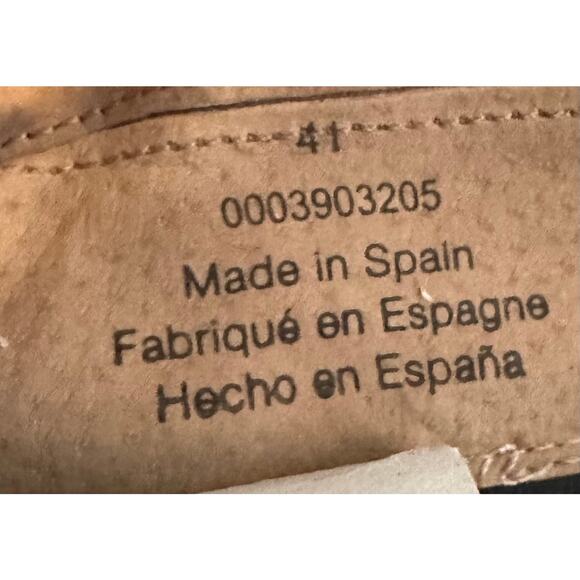 41
0003903205
Made in Spain
Fabriqué en Espagne
Hecho en España